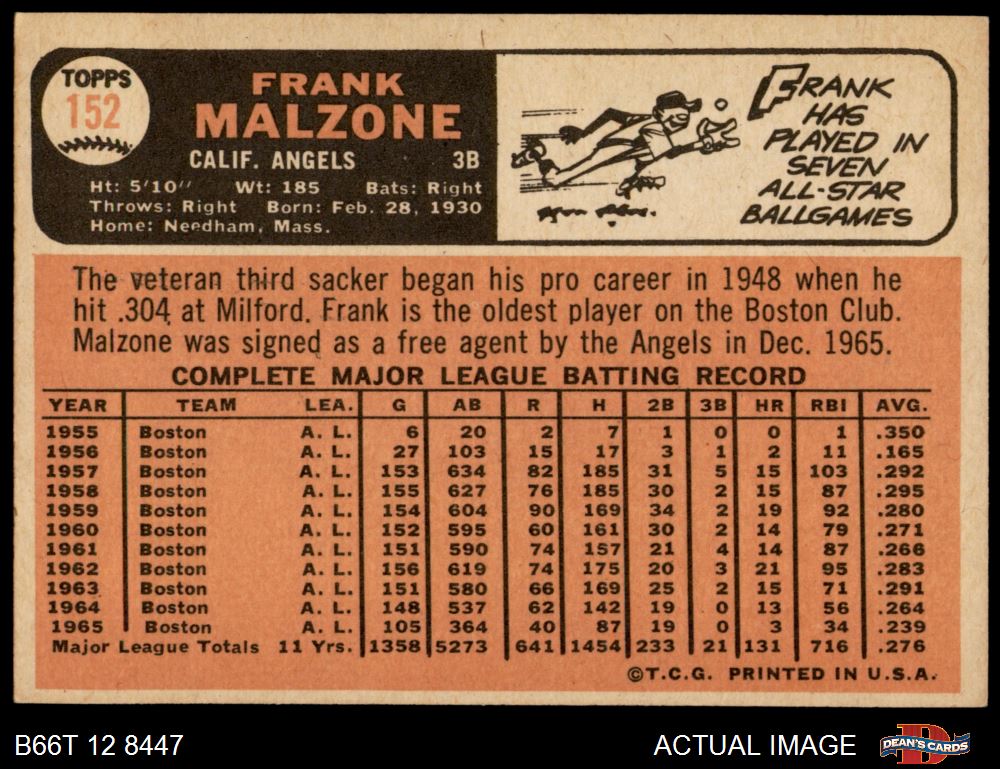 TOPPS
152
FRANK
MALZONE
CALIF. ANGELS 3B
Ht: 5'10" Wt: 185 Bats: Right
Throws: Right Born: Feb. 28, 1930
Home: Needham, Mass.
FRANK
HAS
PLAYED IN
SEVEN
ALL-STAR
BALLGAMES
The veteran third sacker began his pro career in 1948 when he
hit .304 at Milford. Frank is the oldest player on the Boston Club.
Malzone was signed as a free agent by the Angels in Dec. 1965.
COMPLETE MAJOR LEAGUE BATTING RECORD
YEAR TEAM LEA. G AB R H 2B 3B HR RBI AVG.
1955 Boston A. L. 6 20 2 7 1 0 0 1 .350
1956 Boston A. L. 27 103 15 17 3 1 2 11 .165
1957 Boston A. L. 153 634 82 185 31 5 15 103 .292
1958 Boston A. L. 155 627 76 185 30 2 15 87 .295
1959 Boston A. L. 154 604 90 169 34 2 19 92 .280
1960 Boston A. L. 152 595 60 161 30 2 14 79 .271
1961 Boston A. L. 151 590 74 157 21 4 14 87 .266
1962 Boston A. L. 156 619 74 175 20 3 21 95 .283
1963 Boston A. L. 151 580 66 169 25 2 15 71 .291
1964 Boston A. L. 148 537 62 142 19 0 13 56 .264
1965 Boston A. L. 105 364 40 87 19 0 3 34 .239
Major League Totals 11 Yrs. 1358 5273 641 1454 233 21 131 716 .276
©T.C.G. PRINTED IN U.S.A.
B66T 12 8447
ACTUAL IMAGE
DEAN'S CARDS